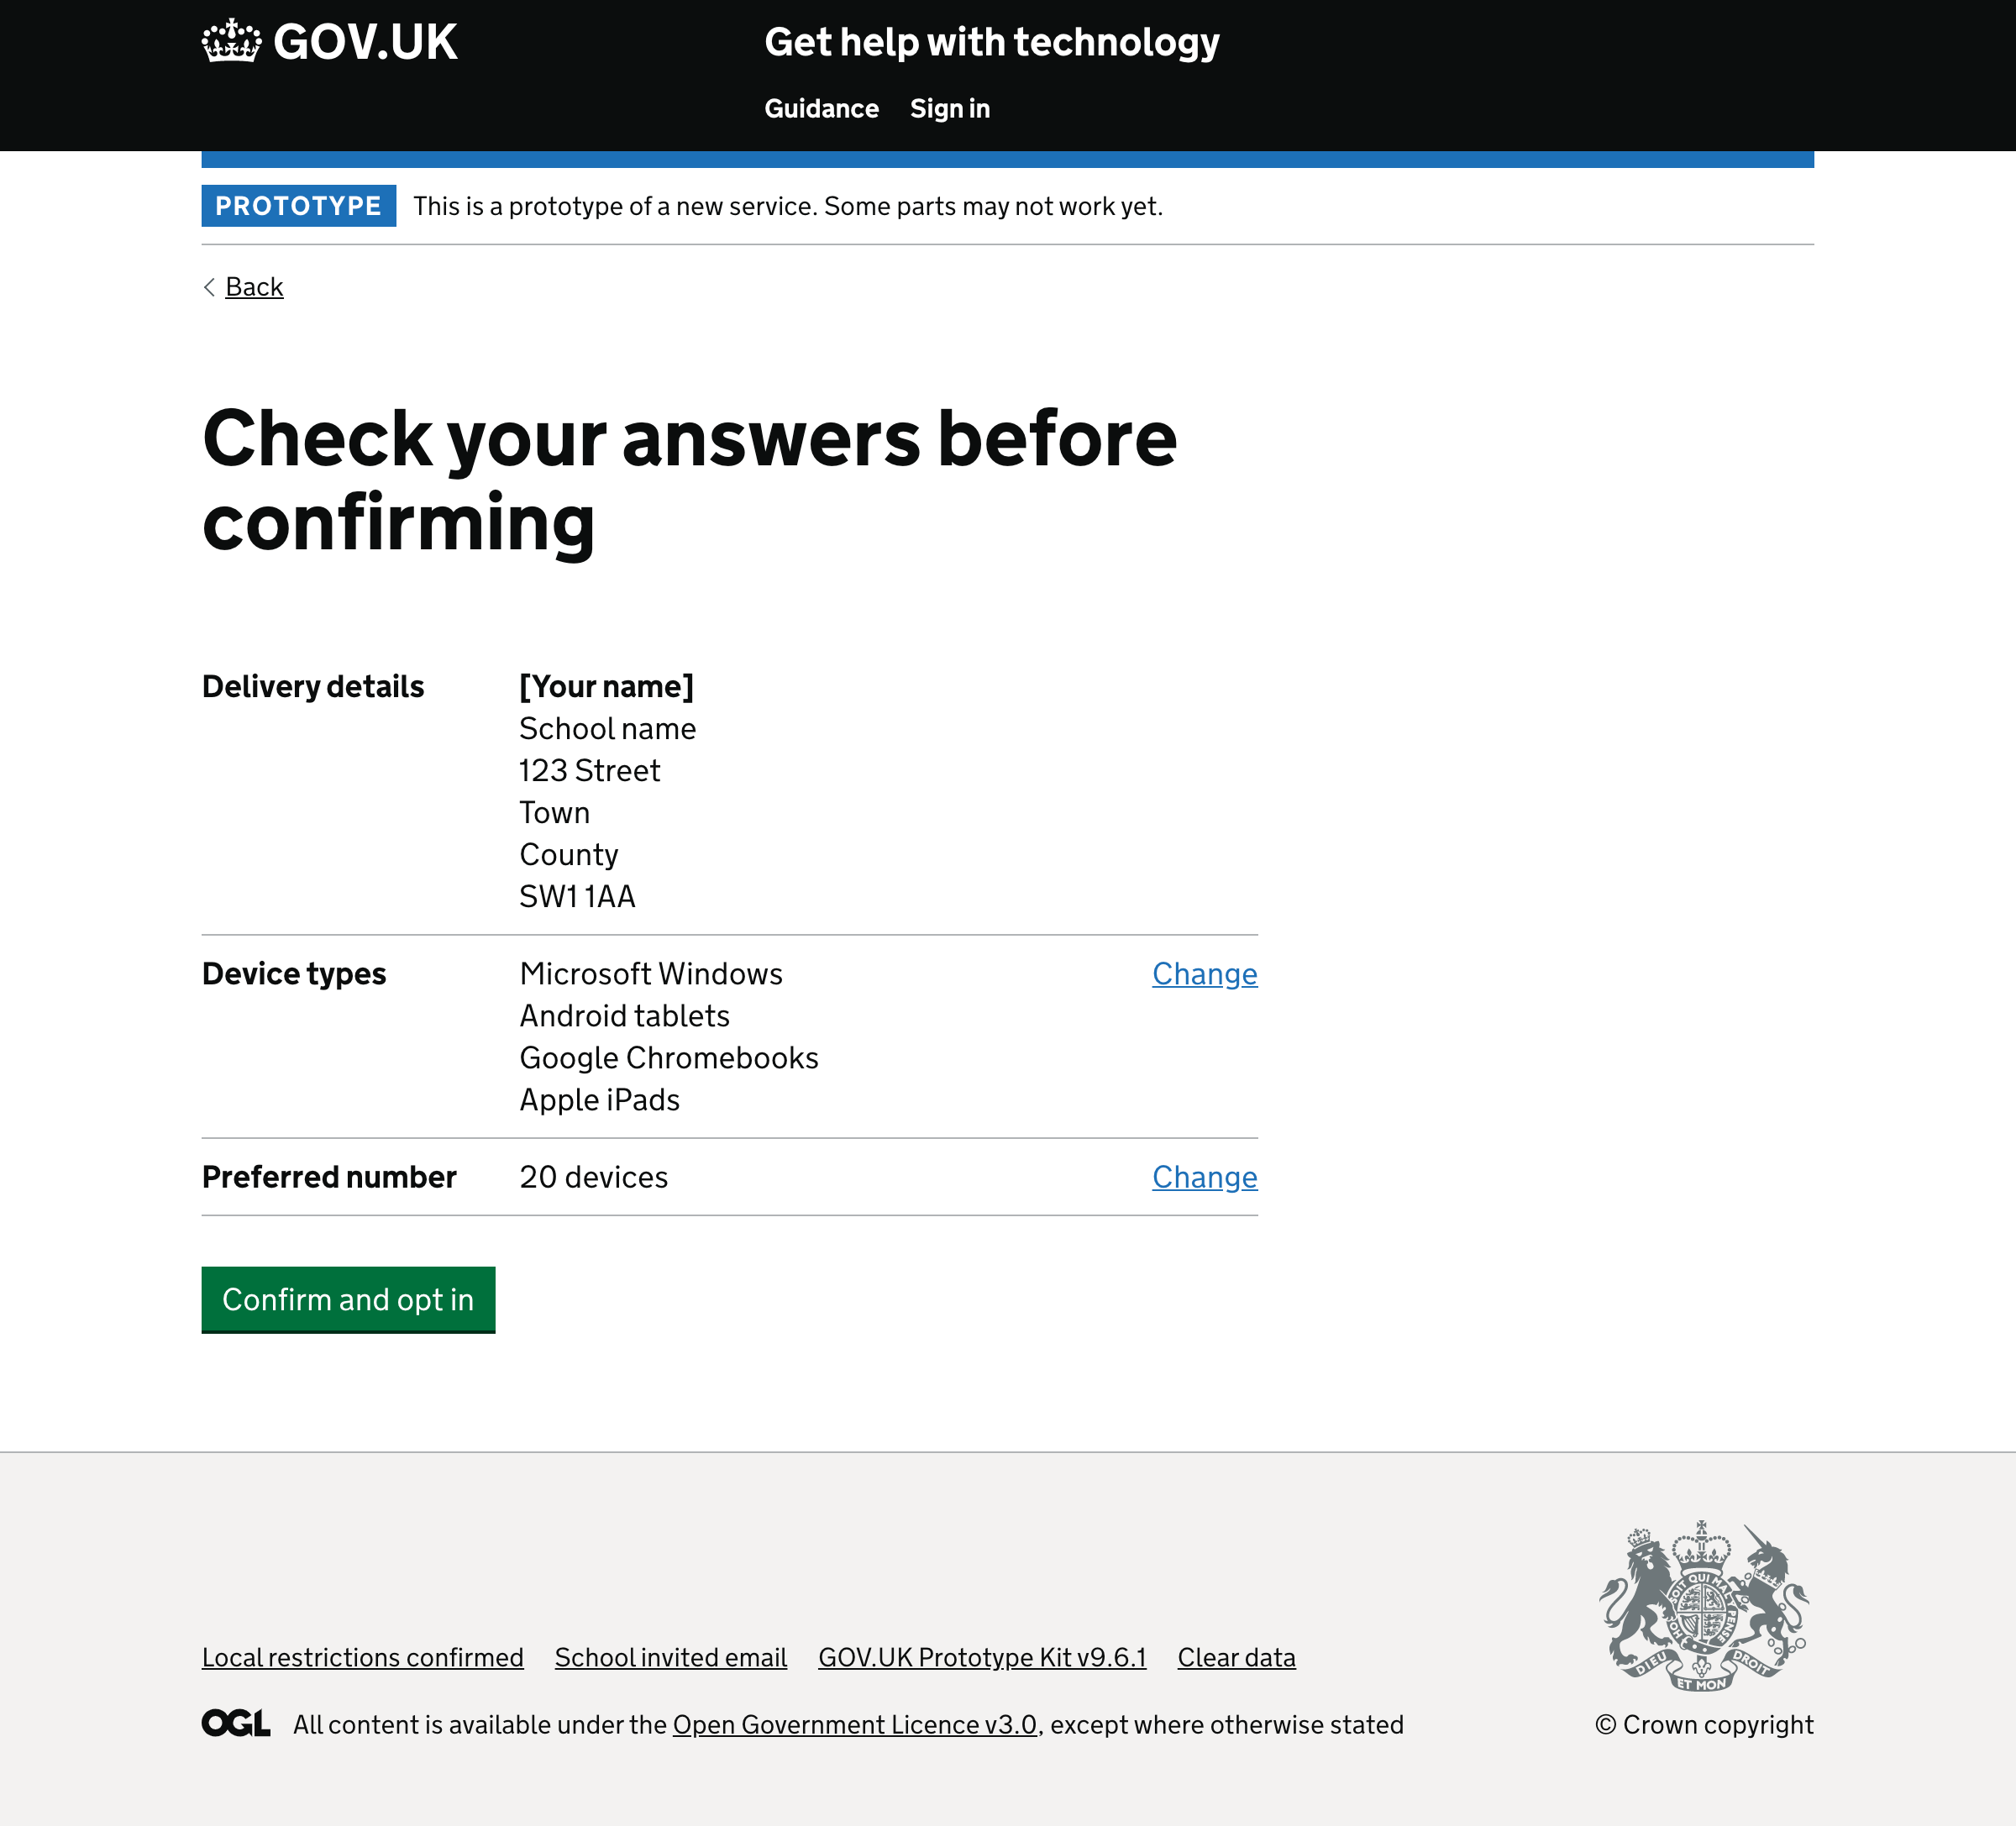 GOV.UK
Get help with technology
Guidance Sign in
PROTOTYPE This is a prototype of a new service. Some parts may not work yet.
Back
Check your answers before
confirming
Delivery details [Your name]
School name
123 Street
Town
County
SW1 1AA
Device types Microsoft Windows Change
Android tablets
Google Chromebooks
Apple iPads
Preferred number 20 devices Change
Confirm and opt in
Local restrictions confirmed School invited email GOV.UK Prototype Kit v9.6.1 Clear data
OGL All content is available under the Open Government Licence v3.0, except where otherwise stated
DIEU ET MON DROIT
© Crown copyright